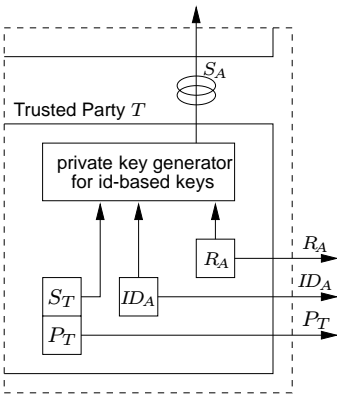 S_A
Trusted Party T
private key generator
for id-based keys
R_A
R_A
ID_A
S_T
ID_A
P_T
P_T